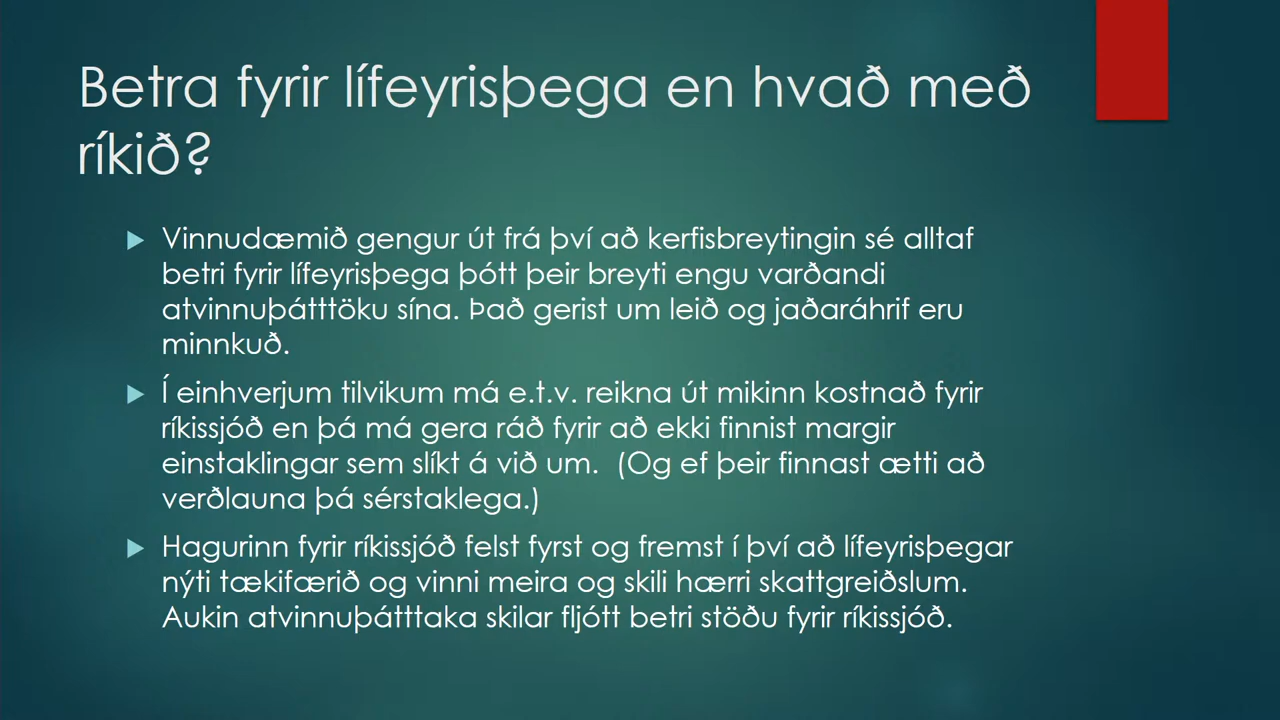 Betra fyrir lífeyrisþega en hvað með
ríkið?
Vinnudæmið gengur út frá því að kerfisbreytingin sé alltaf
betri fyrir lífeyrisþega þótt þeir breyti engu varðandi
atvinnuþátttöku sína. Það gerist um leið og jaðaráhrif eru
minnkuð.
Í einhverjum tilvikum má e.t.v. reikna út mikinn kostnað fyrir
ríkissjóð en þá má gera ráð fyrir að ekki finnist margir
einstaklingar sem slíkt á við um. (Og ef þeir finnast ætti að
verðlauna þá sérstaklega.)
Hagurinn fyrir ríkissjóð felst fyrst og fremst í því að lífeyrisþegar
nýti tækifærið og vinni meira og skili hærri skattgreiðslum.
Aukin atvinnuþátttaka skilar fljótt betri stöðu fyrir ríkissjóð.